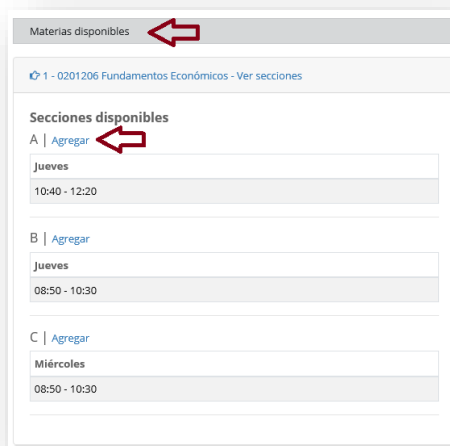 Materias disponibles
1 - 0201206 Fundamentos Económicos - Ver secciones
Secciones disponibles
A | Agregar
Jueves
10:40 - 12:20
B | Agregar
Jueves
08:50 - 10:30
C | Agregar
Miércoles
08:50 - 10:30